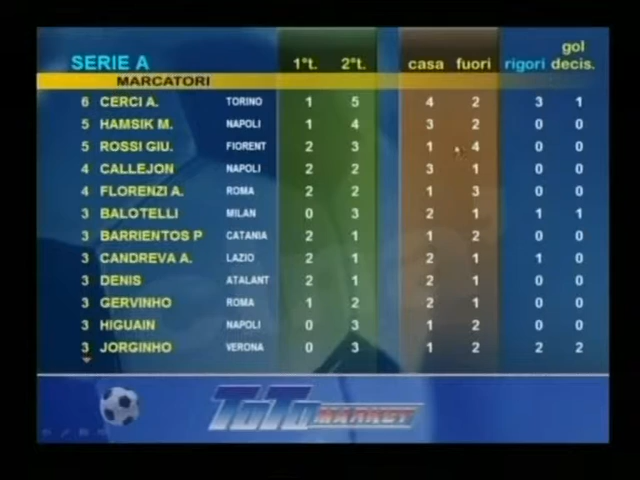 SERIE A 1°t. 2°t. casa fuori rigori gol decis.
MARCATORI
6 CERCI A. TORINO 1 5 4 2 3 1
5 HAMSIK M. NAPOLI 1 4 3 2 0 0
5 ROSSI GIU. FIORENT 2 3 1 4 0 0
4 CALLEJON NAPOLI 2 2 3 1 0 0
4 FLORENZI A. ROMA 2 2 1 3 0 0
3 BALOTELLI MILAN 0 3 2 1 1 1
3 BARRIENTOS P CATANIA 2 1 1 2 0 0
3 CANDREVA A. LAZIO 2 1 2 1 1 0
3 DENIS ATALANT 2 1 2 1 0 0
3 GERVINHO ROMA 1 2 2 1 0 0
3 HIGUAIN NAPOLI 0 3 1 2 0 0
3 JORGINHO VERONA 0 3 1 2 2 2
ToTo MARKET